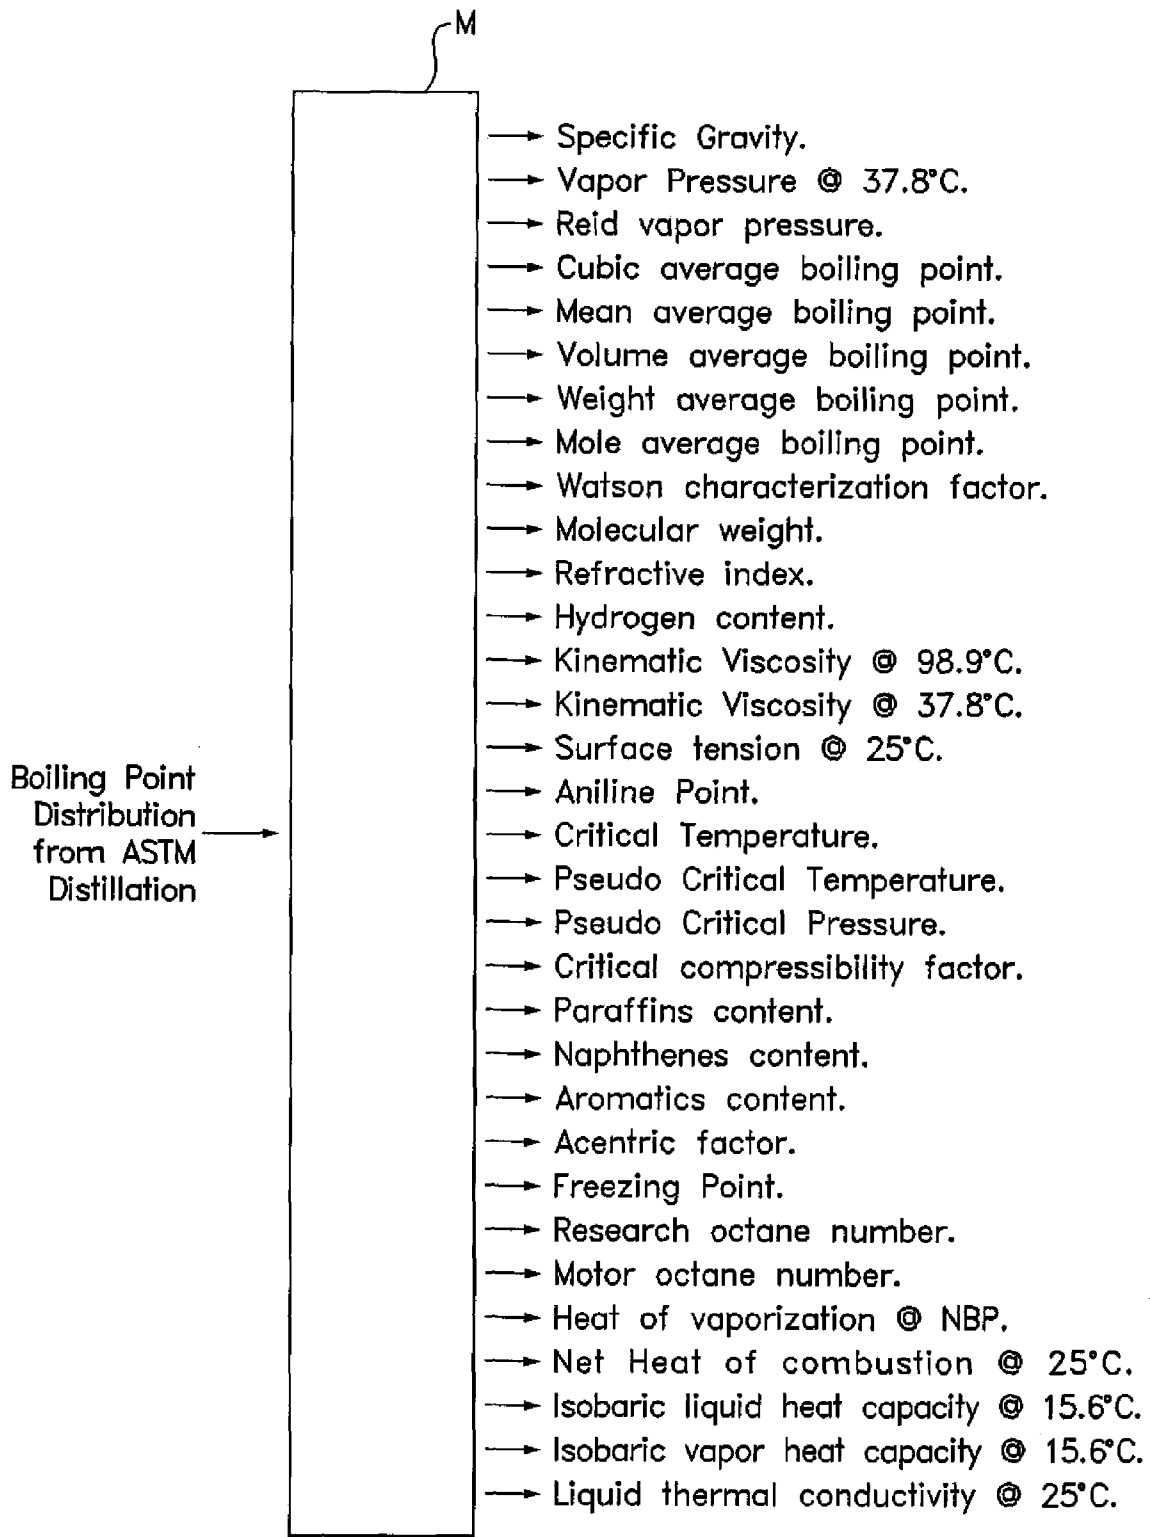 M
Specific Gravity.
Vapor Pressure @ 37.8°C.
Reid vapor pressure.
Cubic average boiling point.
Mean average boiling point.
Volume average boiling point.
Weight average boiling point.
Mole average boiling point.
Watson characterization factor.
Molecular weight.
Refractive index.
Hydrogen content.
Kinematic Viscosity @ 98.9°C.
Kinematic Viscosity @ 37.8°C.
Surface tension @ 25°C.
Boiling Point
Distribution
from ASTM
Distillation
Aniline Point.
Critical Temperature.
Pseudo Critical Temperature.
Pseudo Critical Pressure.
Critical compressibility factor.
Paraffins content.
Naphthenes content.
Aromatics content.
Acentric factor.
Freezing Point.
Research octane number.
Motor octane number.
Heat of vaporization @ NBP.
Net Heat of combustion @ 25°C.
Isobaric liquid heat capacity @ 15.6°C.
Isobaric vapor heat capacity @ 15.6°C.
Liquid thermal conductivity @ 25°C.